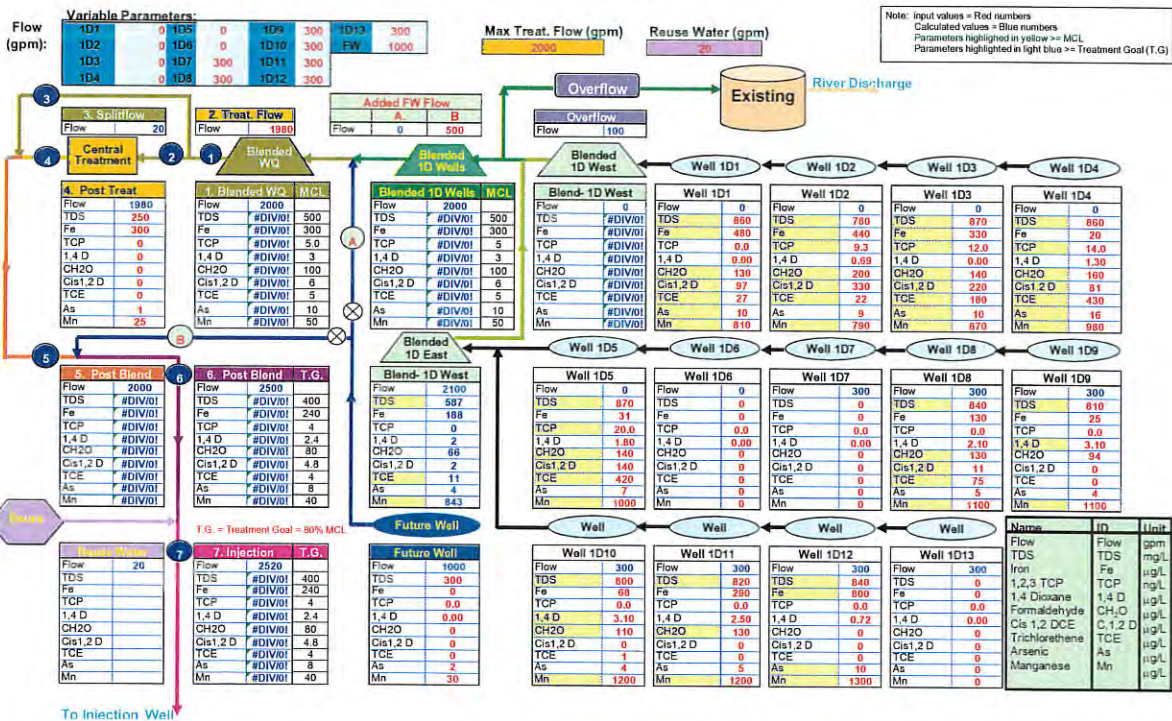 Variable Parameters:
Flow (gpm):
1D1 0 1D5 0 1D9 300 1D13 300
1D2 0 1D6 0 1D10 300 FW 1000
1D3 0 1D7 300 1D11 300
1D4 0 1D8 300 1D12 300
Max Treat. Flow (gpm)
2000
Reuse Water (gpm)
20
Note: input values = Red numbers
Calculated values = Blue numbers
Parameters highlighed in yellow >= MCL
Parameters highlighted in light blue >= Treatment Goal (T.G)
3
3. Splitflow
Flow 20
2. Treat. Flow
Flow 1980
Added FW Flow
A B
Flow 0 500
Overflow
Overflow
Flow 100
Existing
River Discharge
4
Central Treatment
2
1
Blended WQ
Blended 1D Wells
Blended 1D West
Well 1D1
Well 1D2
Well 1D3
Well 1D4
4. Post Treat
Flow 1980
TDS 250
Fe 300
TCP 0
1,4 D 0
CH2O 0
Cis1,2 D 0
TCE 0
As 1
Mn 25
1. Blended WQ MCL
Flow 2000
TDS #DIV/0! 500
Fe #DIV/0! 300
TCP #DIV/0! 5.0
1,4 D #DIV/0! 3
CH2O #DIV/0! 100
Cis1,2 D #DIV/0! 6
TCE #DIV/0! 5
As #DIV/0! 10
Mn #DIV/0! 50
A
Blended 1D Wells MCL
Flow 2000
TDS #DIV/0! 500
Fe #DIV/0! 300
TCP #DIV/0! 5
1,4 D #DIV/0! 3
CH2O #DIV/0! 100
Cis1,2 D #DIV/0! 6
TCE #DIV/0! 5
As #DIV/0! 10
Mn #DIV/0! 50
Blend- 1D West
Flow 0
TDS #DIV/0!
Fe #DIV/0!
TCP #DIV/0!
1,4 D #DIV/0!
CH2O #DIV/0!
Cis1,2 D #DIV/0!
TCE #DIV/0!
As #DIV/0!
Mn #DIV/0!
Well 1D1
Flow 0
TDS 860
Fe 480
TCP 0.0
1,4 D 0.00
CH2O 130
Cis1,2 D 97
TCE 27
As 10
Mn 810
Well 1D2
Flow 0
TDS 780
Fe 440
TCP 9.3
1,4 D 0.69
CH2O 200
Cis1,2 D 330
TCE 22
As 9
Mn 790
Well 1D3
Flow 0
TDS 870
Fe 330
TCP 12.0
1,4 D 0.00
CH2O 140
Cis1,2 D 220
TCE 180
As 10
Mn 870
Well 1D4
Flow 0
TDS 860
Fe 20
TCP 14.0
1,4 D 1.30
CH2O 160
Cis1,2 D 81
TCE 430
As 16
Mn 980
B
5
6
Blended 1D East
Well 1D5
Well 1D6
Well 1D7
Well 1D8
Well 1D9
5. Post Blend
Flow 2000
TDS #DIV/0!
Fe #DIV/0!
TCP #DIV/0!
1,4 D #DIV/0!
CH2O #DIV/0!
Cis1,2 D #DIV/0!
TCE #DIV/0!
As #DIV/0!
Mn #DIV/0!
6. Post Blend T.G.
Flow 2500
TDS #DIV/0! 400
Fe #DIV/0! 240
TCP #DIV/0! 4
1,4 D #DIV/0! 2.4
CH2O #DIV/0! 80
Cis1,2 D #DIV/0! 4.8
TCE #DIV/0! 4
As #DIV/0! 8
Mn #DIV/0! 40
Blend- 1D West
Flow 2100
TDS 587
Fe 188
TCP 0
1,4 D 2
CH2O 66
Cis1,2 D 2
TCE 11
As 4
Mn 843
Well 1D5
Flow 0
TDS 870
Fe 31
TCP 20.0
1,4 D 1.80
CH2O 140
Cis1,2 D 140
TCE 420
As 7
Mn 1000
Well 1D6
Flow 0
TDS 0
Fe 0
TCP 0.0
1,4 D 0.00
CH2O 0
Cis1,2 D 0
TCE 0
As 0
Mn 0
Well 1D7
Flow 300
TDS 0
Fe 0
TCP 0.0
1,4 D 0.00
CH2O 0
Cis1,2 D 0
TCE 0
As 0
Mn 0
Well 1D8
Flow 300
TDS 840
Fe 130
TCP 0.0
1,4 D 2.10
CH2O 130
Cis1,2 D 11
TCE 75
As 5
Mn 1100
Well 1D9
Flow 300
TDS 810
Fe 25
TCP 0.0
1,4 D 3.10
CH2O 94
Cis1,2 D 0
TCE 0
As 4
Mn 1100
Reuse
T.G. = Treatment Goal = 80% MCL
Future Well
Well
Well
Well
Well
7
Reuse Water
Flow 20
TDS
Fe
TCP
1,4 D
CH2O
Cis1,2 D
TCE
As
Mn
7. Injection T.G.
Flow 2520
TDS #DIV/0! 400
Fe #DIV/0! 240
TCP #DIV/0! 4
1,4 D #DIV/0! 2.4
CH2O #DIV/0! 80
Cis1,2 D #DIV/0! 4.8
TCE #DIV/0! 4
As #DIV/0! 8
Mn #DIV/0! 40
Future Well
Flow 1000
TDS 300
Fe 0
TCP 0.0
1,4 D 0.00
CH2O 0
Cis1,2 D 0
TCE 0
As 2
Mn 30
Well 1D10
Flow 300
TDS 800
Fe 68
TCP 0.0
1,4 D 3.10
CH2O 110
Cis1,2 D 0
TCE 1
As 4
Mn 1200
Well 1D11
Flow 300
TDS 820
Fe 290
TCP 0.0
1,4 D 2.50
CH2O 130
Cis1,2 D 0
TCE 0
As 5
Mn 1200
Well 1D12
Flow 300
TDS 840
Fe 800
TCP 0.0
1,4 D 0.72
CH2O 0
Cis1,2 D 0
TCE 0
As 10
Mn 1300
Well 1D13
Flow 300
TDS 0
Fe 0
TCP 0.0
1,4 D 0.00
CH2O 0
Cis1,2 D 0
TCE 0
As 0
Mn 0
Name ID Unit
Flow Flow gpm
TDS TDS mg/L
Iron Fe µg/L
1,2,3 TCP TCP ng/L
1,4 Dioxane 1,4 D µg/L
Formaldehyde CH₂O µg/L
Cis 1,2 DCE C,1,2 D µg/L
Trichlorethene TCE µg/L
Arsenic As µg/L
Manganese Mn µg/L
To Injection Well